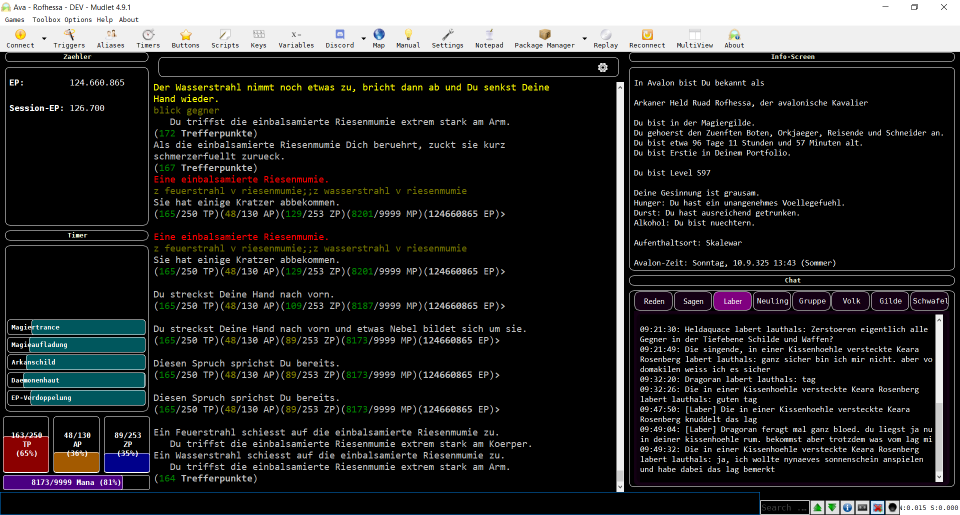 Ava - Rofhessa - DEV - Mudlet 4.9.1
Games Toolbox Options Help About
Connect Triggers Aliases Timers Buttons Scripts Keys Variables Discord Map Manual Settings Notepad Package Manager Replay Reconnect MultiView About
Zaehler
EP: 124.660.865
Session-EP: 126.700
Timer
Magiertrance
Magieaufladung
Arkanschild
Daemonenhaut
EP-Verdoppelung
163/250
TP
(65%)
48/130
AP
(36%)
89/253
ZP
(35%)
8173/9999 Mana (81%)
Der Wasserstrahl nimmt noch etwas zu, bricht dann ab und Du senkst Deine
Hand wieder.
blick gegner
Du triffst die einbalsamierte Riesenmumie extrem stark am Arm.
(172 Trefferpunkte)
Als die einbalsamierte Riesenmumie Dich beruehrt, zuckt sie kurz
schmerzerfuellt zurueck.
(167 Trefferpunkte)
Eine einbalsamierte Riesenmumie.
z feuerstrahl v riesenmumie;;z wasserstrahl v riesenmumie
Sie hat einige Kratzer abbekommen.
(165/250 TP)(48/130 AP)(129/253 ZP)(8201/9999 MP)(124660865 EP)>
Eine einbalsamierte Riesenmumie.
z feuerstrahl v riesenmumie;;z wasserstrahl v riesenmumie
Sie hat einige Kratzer abbekommen.
(165/250 TP)(48/130 AP)(129/253 ZP)(8201/9999 MP)(124660865 EP)>
Du streckst Deine Hand nach vorn.
(165/250 TP)(48/130 AP)(109/253 ZP)(8187/9999 MP)(124660865 EP)>
Du streckst Deine Hand nach vorn und etwas Nebel bildet sich um sie.
(165/250 TP)(48/130 AP)(89/253 ZP)(8173/9999 MP)(124660865 EP)>
Diesen Spruch sprichst Du bereits.
(165/250 TP)(48/130 AP)(89/253 ZP)(8173/9999 MP)(124660865 EP)>
Diesen Spruch sprichst Du bereits.
(165/250 TP)(48/130 AP)(89/253 ZP)(8173/9999 MP)(124660865 EP)>
Ein Feuerstrahl schiesst auf die einbalsamierte Riesenmumie zu.
Du triffst die einbalsamierte Riesenmumie extrem stark am Koerper.
Ein Wasserstrahl schiesst auf die einbalsamierte Riesenmumie zu.
Du triffst die einbalsamierte Riesenmumie extrem stark am Arm.
(164 Trefferpunkte)
Info-Screen
In Avalon bist Du bekannt als
Arkaner Held Ruad Rofhessa, der avalonische Kavalier
Du bist in der Magiergilde.
Du gehoerst den Zuenften Boten, Orkjaeger, Reisende und Schneider an.
Du bist etwa 96 Tage 11 Stunden und 57 Minuten alt.
Du bist Erstie in Deinem Portfolio.
Du bist Level S97
Deine Gesinnung ist grausam.
Hunger: Du hast ein unangenehmes Voellegefuehl.
Durst: Du hast ausreichend getrunken.
Alkohol: Du bist nuechtern.
Aufenthaltsort: Skalewar
Avalon-Zeit: Sonntag, 10.9.325 13:43 (Sommer)
Chat
Reden Sagen Laber Neuling Gruppe Volk Gilde Schwafel
09:21:30: Heldaquace labert lauthals: Zerstoeren eigentlich alle
Gegner in der Tiefebene Schilde und Waffen?
09:21:49: Die singende, in einer Kissenhoehle versteckte Keara
Rosenberg labert lauthals: ganz sicher bin ich mir nicht. aber vo
domakilen weiss ich es sicher
09:32:20: Dragoran labert lauthals: tag
09:32:26: Die in einer Kissenhoehle versteckte Keara Rosenberg
labert lauthals: guten tag
09:47:50: [Laber] Die in einer Kissenhoehle versteckte Keara
Rosenberg knuddelt das lag
09:49:04: [Laber] Dragoran feragt mal ganz bloed. du liegst ja nu
in deiner kissenhoehle rum. bekommst aber trotzdem was vom lag mi
09:49:32: Die in einer Kissenhoehle versteckte Keara Rosenberg
labert lauthals: ja, ich wollte nynaeves sonnenschein anspielen
und habe dabei das lag bemerkt
Search ...
N:0.015 S:0.000